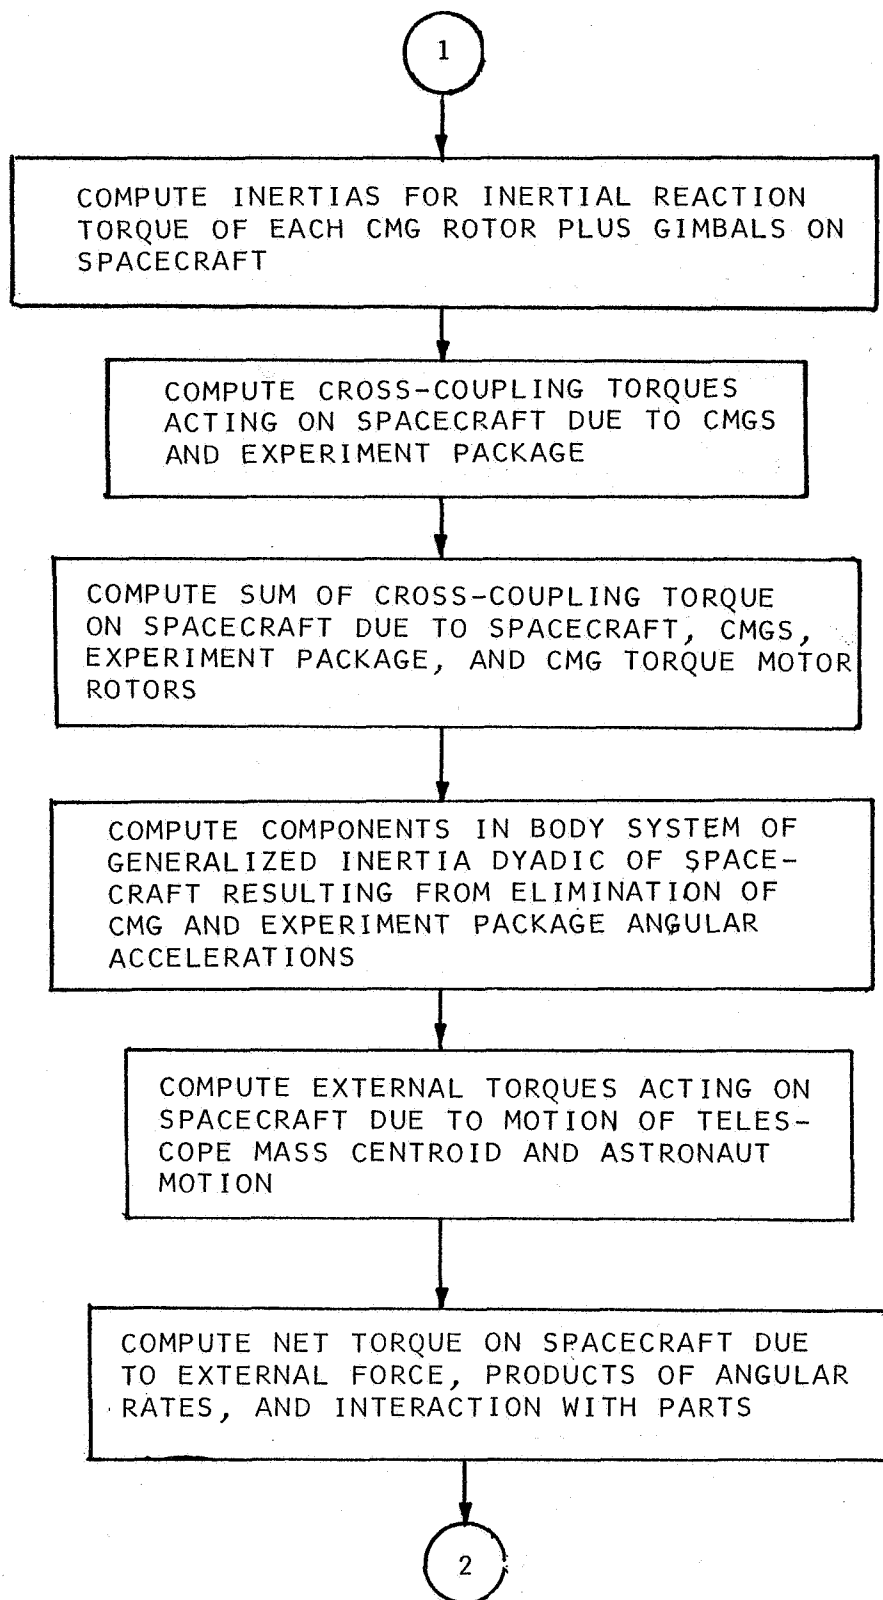 1
COMPUTE INERTIAS FOR INERTIAL REACTION
TORQUE OF EACH CMG ROTOR PLUS GIMBALS ON
SPACECRAFT
COMPUTE CROSS-COUPLING TORQUES
ACTING ON SPACECRAFT DUE TO CMGS
AND EXPERIMENT PACKAGE
COMPUTE SUM OF CROSS-COUPLING TORQUE
ON SPACECRAFT DUE TO SPACECRAFT, CMGS,
EXPERIMENT PACKAGE, AND CMG TORQUE MOTOR
ROTORS
COMPUTE COMPONENTS IN BODY SYSTEM OF
GENERALIZED INERTIA DYADIC OF SPACE-
CRAFT RESULTING FROM ELIMINATION OF
CMG AND EXPERIMENT PACKAGE ANGULAR
ACCELERATIONS
COMPUTE EXTERNAL TORQUES ACTING ON
SPACECRAFT DUE TO MOTION OF TELES-
COPE MASS CENTROID AND ASTRONAUT
MOTION
COMPUTE NET TORQUE ON SPACECRAFT DUE
TO EXTERNAL FORCE, PRODUCTS OF ANGULAR
RATES, AND INTERACTION WITH PARTS
2